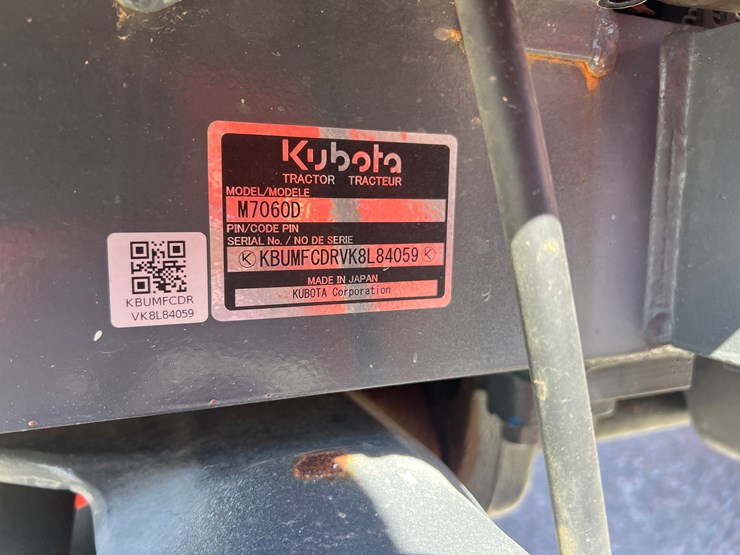 Kubota
TRACTOR TRACTEUR
MODEL/MODELE
M7060D
PIN/CODE PIN
SERIAL No. / NO DE SERIE
KBUMFCDRVK8L84059
MADE IN JAPAN
KUBOTA Corporation
KBUMFCDR
VK8L84059